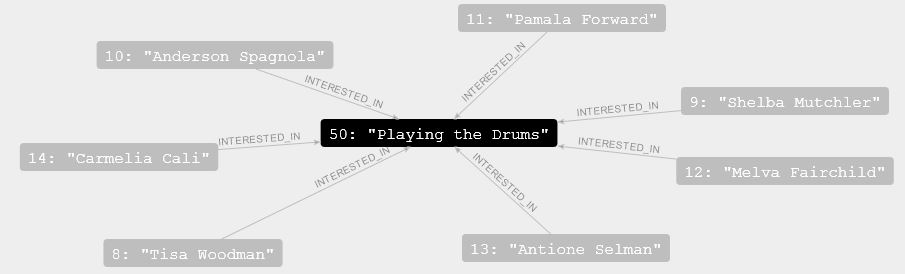 11: "Pamala Forward"
10: "Anderson Spagnola"
INTERESTED_IN
INTERESTED_IN
9: "Shelba Mutchler"
INTERESTED_IN
50: "Playing the Drums"
INTERESTED_IN
INTERESTED_IN
14: "Carmelia Cali"
12: "Melva Fairchild"
INTERESTED_IN
INTERESTED_IN
8: "Tisa Woodman"
13: "Antione Selman"